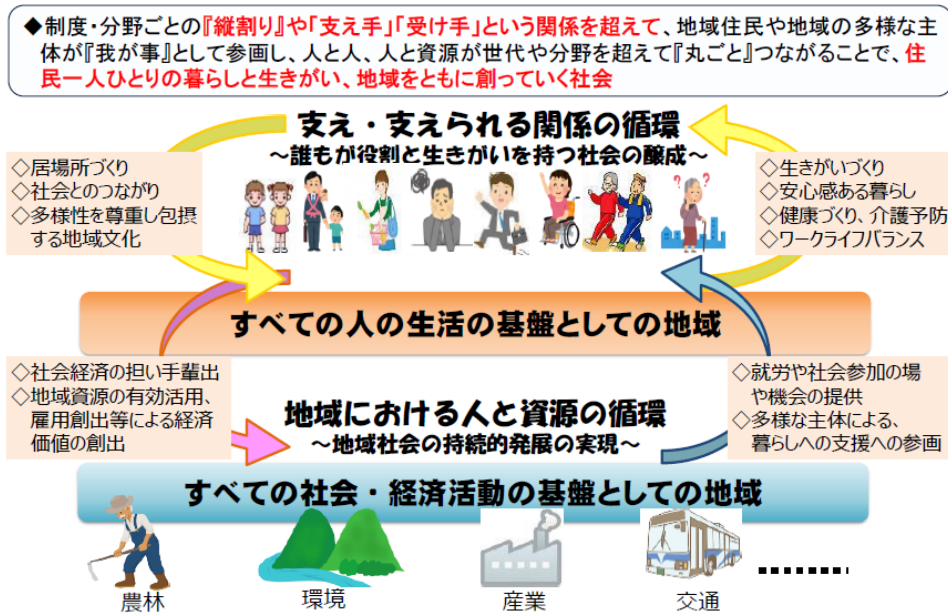 ◆制度・分野ごとの『縦割り』や「支え手」「受け手」という関係を超えて、地域住民や地域の多様な主
体が『我が事』として参画し、人と人、人と資源が世代や分野を超えて『丸ごと』つながることで、住
民一人ひとりの暮らしと生きがい、地域をともに創っていく社会
支え・支えられる関係の循環
～誰もが役割と生きがいを持つ社会の醸成～
◇居場所づくり
◇社会とのつながり
◇多様性を尊重し包摂
する地域文化
◇生きがいづくり
◇安心感ある暮らし
◇健康づくり、介護予防
◇ワークライフバランス
??
すべての人の生活の基盤としての地域
◇社会経済の担い手輩出
◇地域資源の有効活用、
雇用創出等による経済
価値の創出
地域における人と資源の循環
～地域社会の持続的発展の実現～
◇就労や社会参加の場
や機会の提供
◇多様な主体による、
暮らしへの支援への参画
すべての社会・経済活動の基盤としての地域
農林
環境
産業
交通